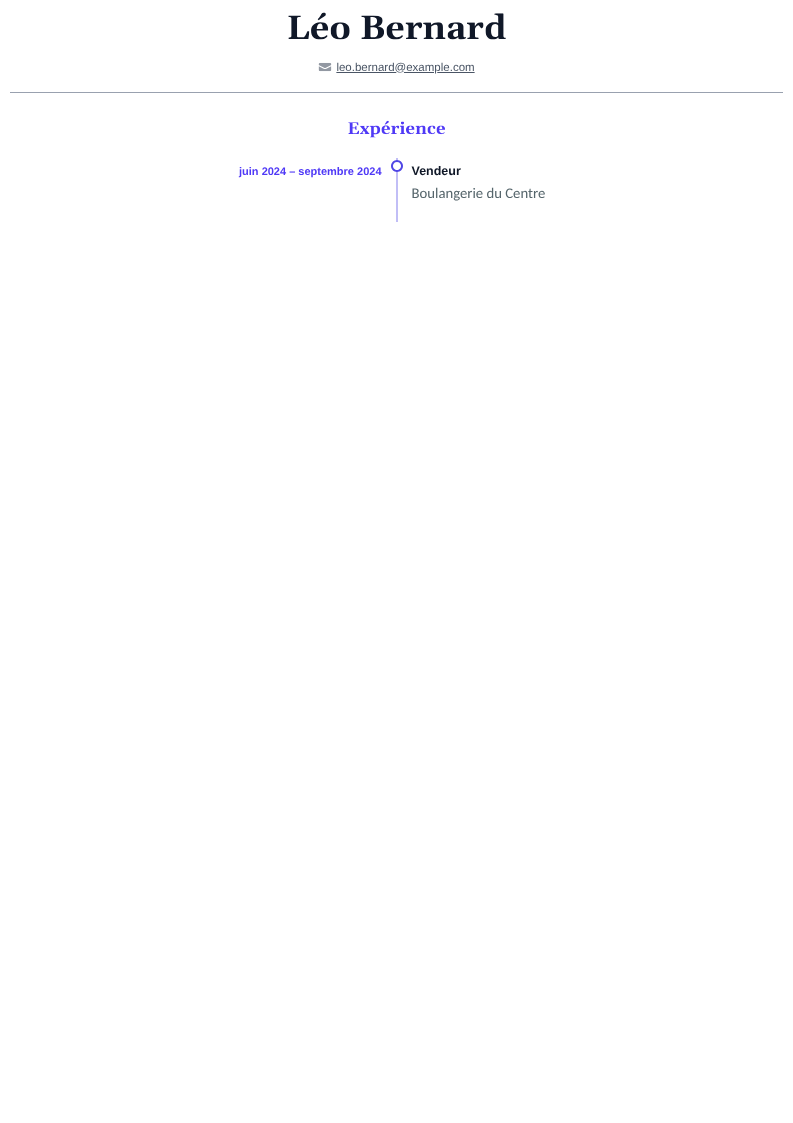 Léo Bernard
leo.bernard@example.com
Expérience
juin 2024 – septembre 2024
Vendeur
Boulangerie du Centre